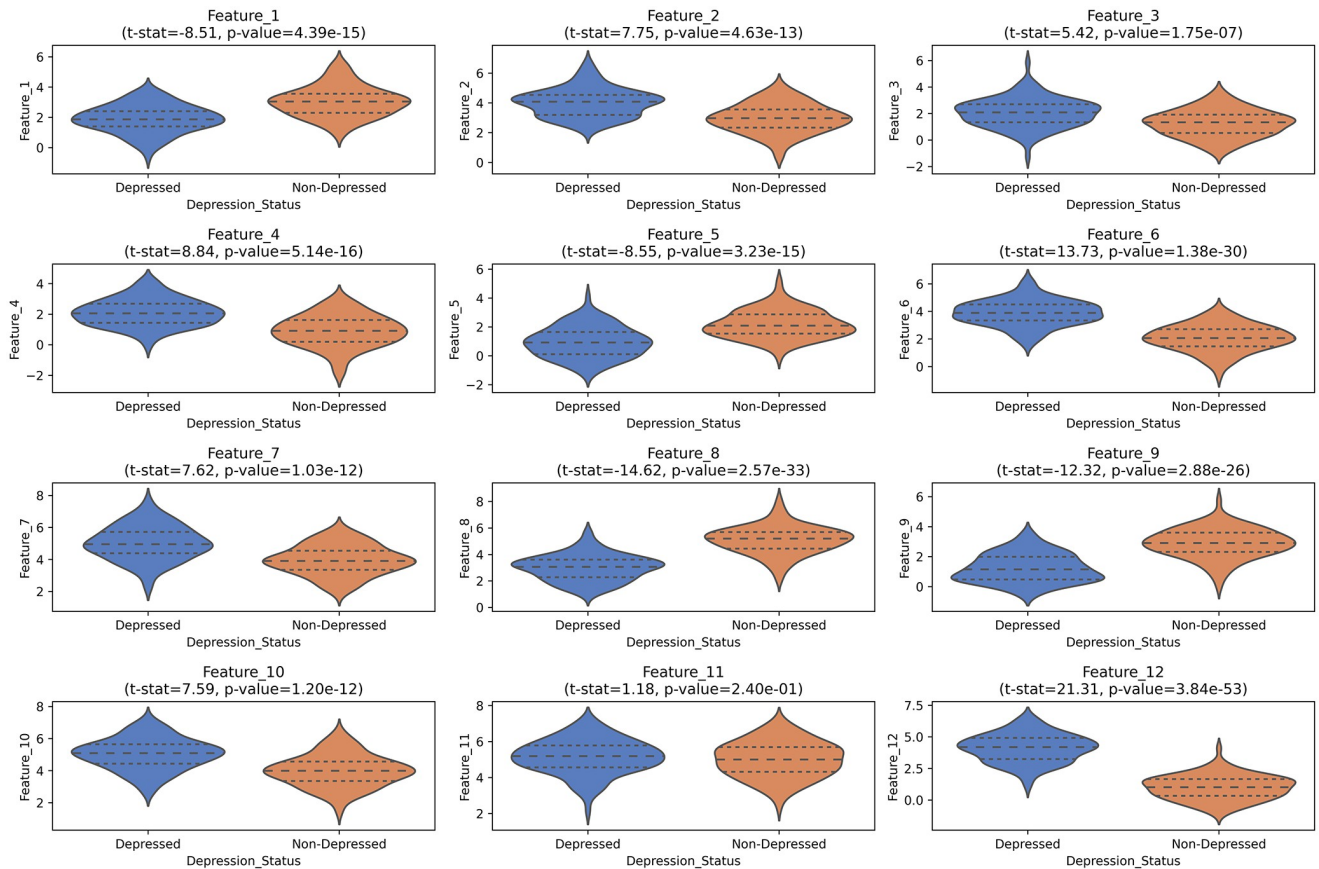 Feature_1
(t-stat=-8.51, p-value=4.39e-15)
Feature_1
6
4
2
0
Depressed Non-Depressed
Depression_Status
Feature_2
(t-stat=7.75, p-value=4.63e-13)
Feature_2
6
4
2
0
Depressed Non-Depressed
Depression_Status
Feature_3
(t-stat=5.42, p-value=1.75e-07)
Feature_3
6
4
2
0
−2
Depressed Non-Depressed
Depression_Status
Feature_4
(t-stat=8.84, p-value=5.14e-16)
Feature_4
4
2
0
−2
Depressed Non-Depressed
Depression_Status
Feature_5
(t-stat=-8.55, p-value=3.23e-15)
Feature_5
6
4
2
0
−2
Depressed Non-Depressed
Depression_Status
Feature_6
(t-stat=13.73, p-value=1.38e-30)
Feature_6
6
4
2
0
Depressed Non-Depressed
Depression_Status
Feature_7
(t-stat=7.62, p-value=1.03e-12)
Feature_7
8
6
4
2
Depressed Non-Depressed
Depression_Status
Feature_8
(t-stat=-14.62, p-value=2.57e-33)
Feature_8
8
6
4
2
0
Depressed Non-Depressed
Depression_Status
Feature_9
(t-stat=-12.32, p-value=2.88e-26)
Feature_9
6
4
2
0
Depressed Non-Depressed
Depression_Status
Feature_10
(t-stat=7.59, p-value=1.20e-12)
Feature_10
8
6
4
2
Depressed Non-Depressed
Depression_Status
Feature_11
(t-stat=1.18, p-value=2.40e-01)
Feature_11
8
6
4
2
Depressed Non-Depressed
Depression_Status
Feature_12
(t-stat=21.31, p-value=3.84e-53)
Feature_12
7.5
5.0
2.5
0.0
Depressed Non-Depressed
Depression_Status